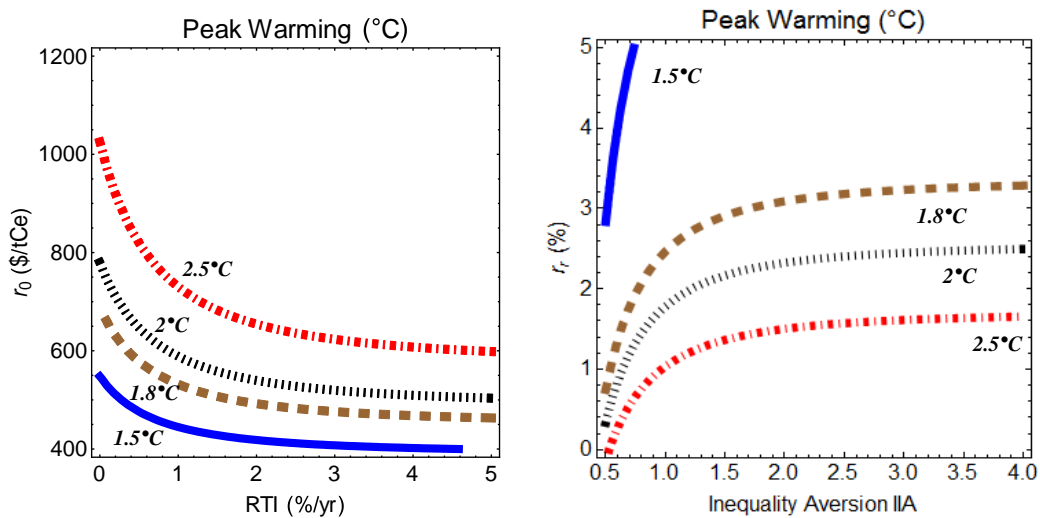 Peak Warming (°C)
1200
1000
800
600
400
r0 ($/tCe)
2.5•C
2•C
1.8•C
1.5•C
0 1 2 3 4 5
RTI (%/yr)
Peak Warming (°C)
5
4
3
2
1
0
rr (%)
1.5•C
1.8•C
2•C
2.5•C
0.5 1.0 1.5 2.0 2.5 3.0 3.5 4.0
Inequality Aversion IIA